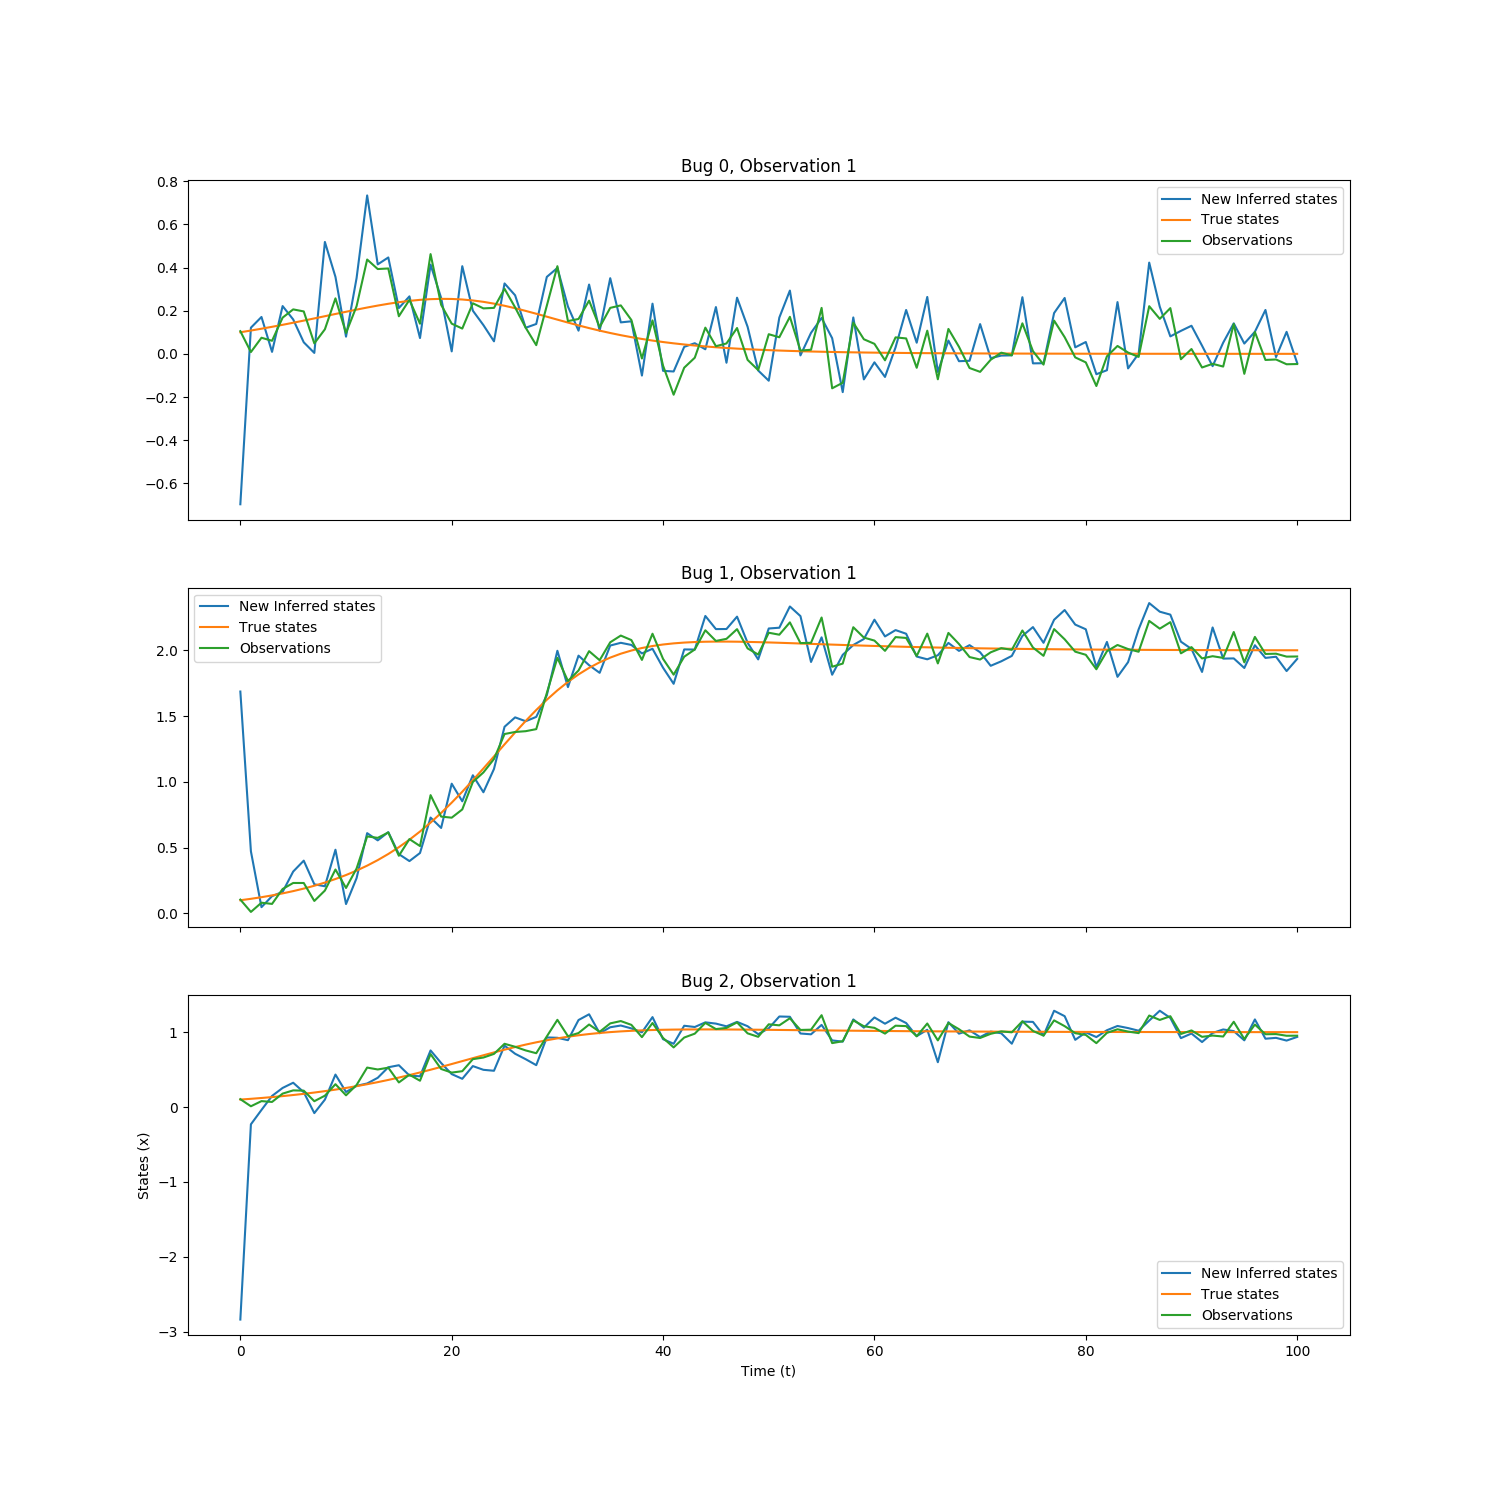 Bug 0, Observation 1
0.8
0.6
0.4
0.2
0.0
−0.2
−0.4
−0.6
New Inferred states
True states
Observations
Bug 1, Observation 1
2.0
1.5
1.0
0.5
0.0
New Inferred states
True states
Observations
Bug 2, Observation 1
1
0
−1
−2
−3
States (x)
New Inferred states
True states
Observations
0 20 40 60 80 100
Time (t)